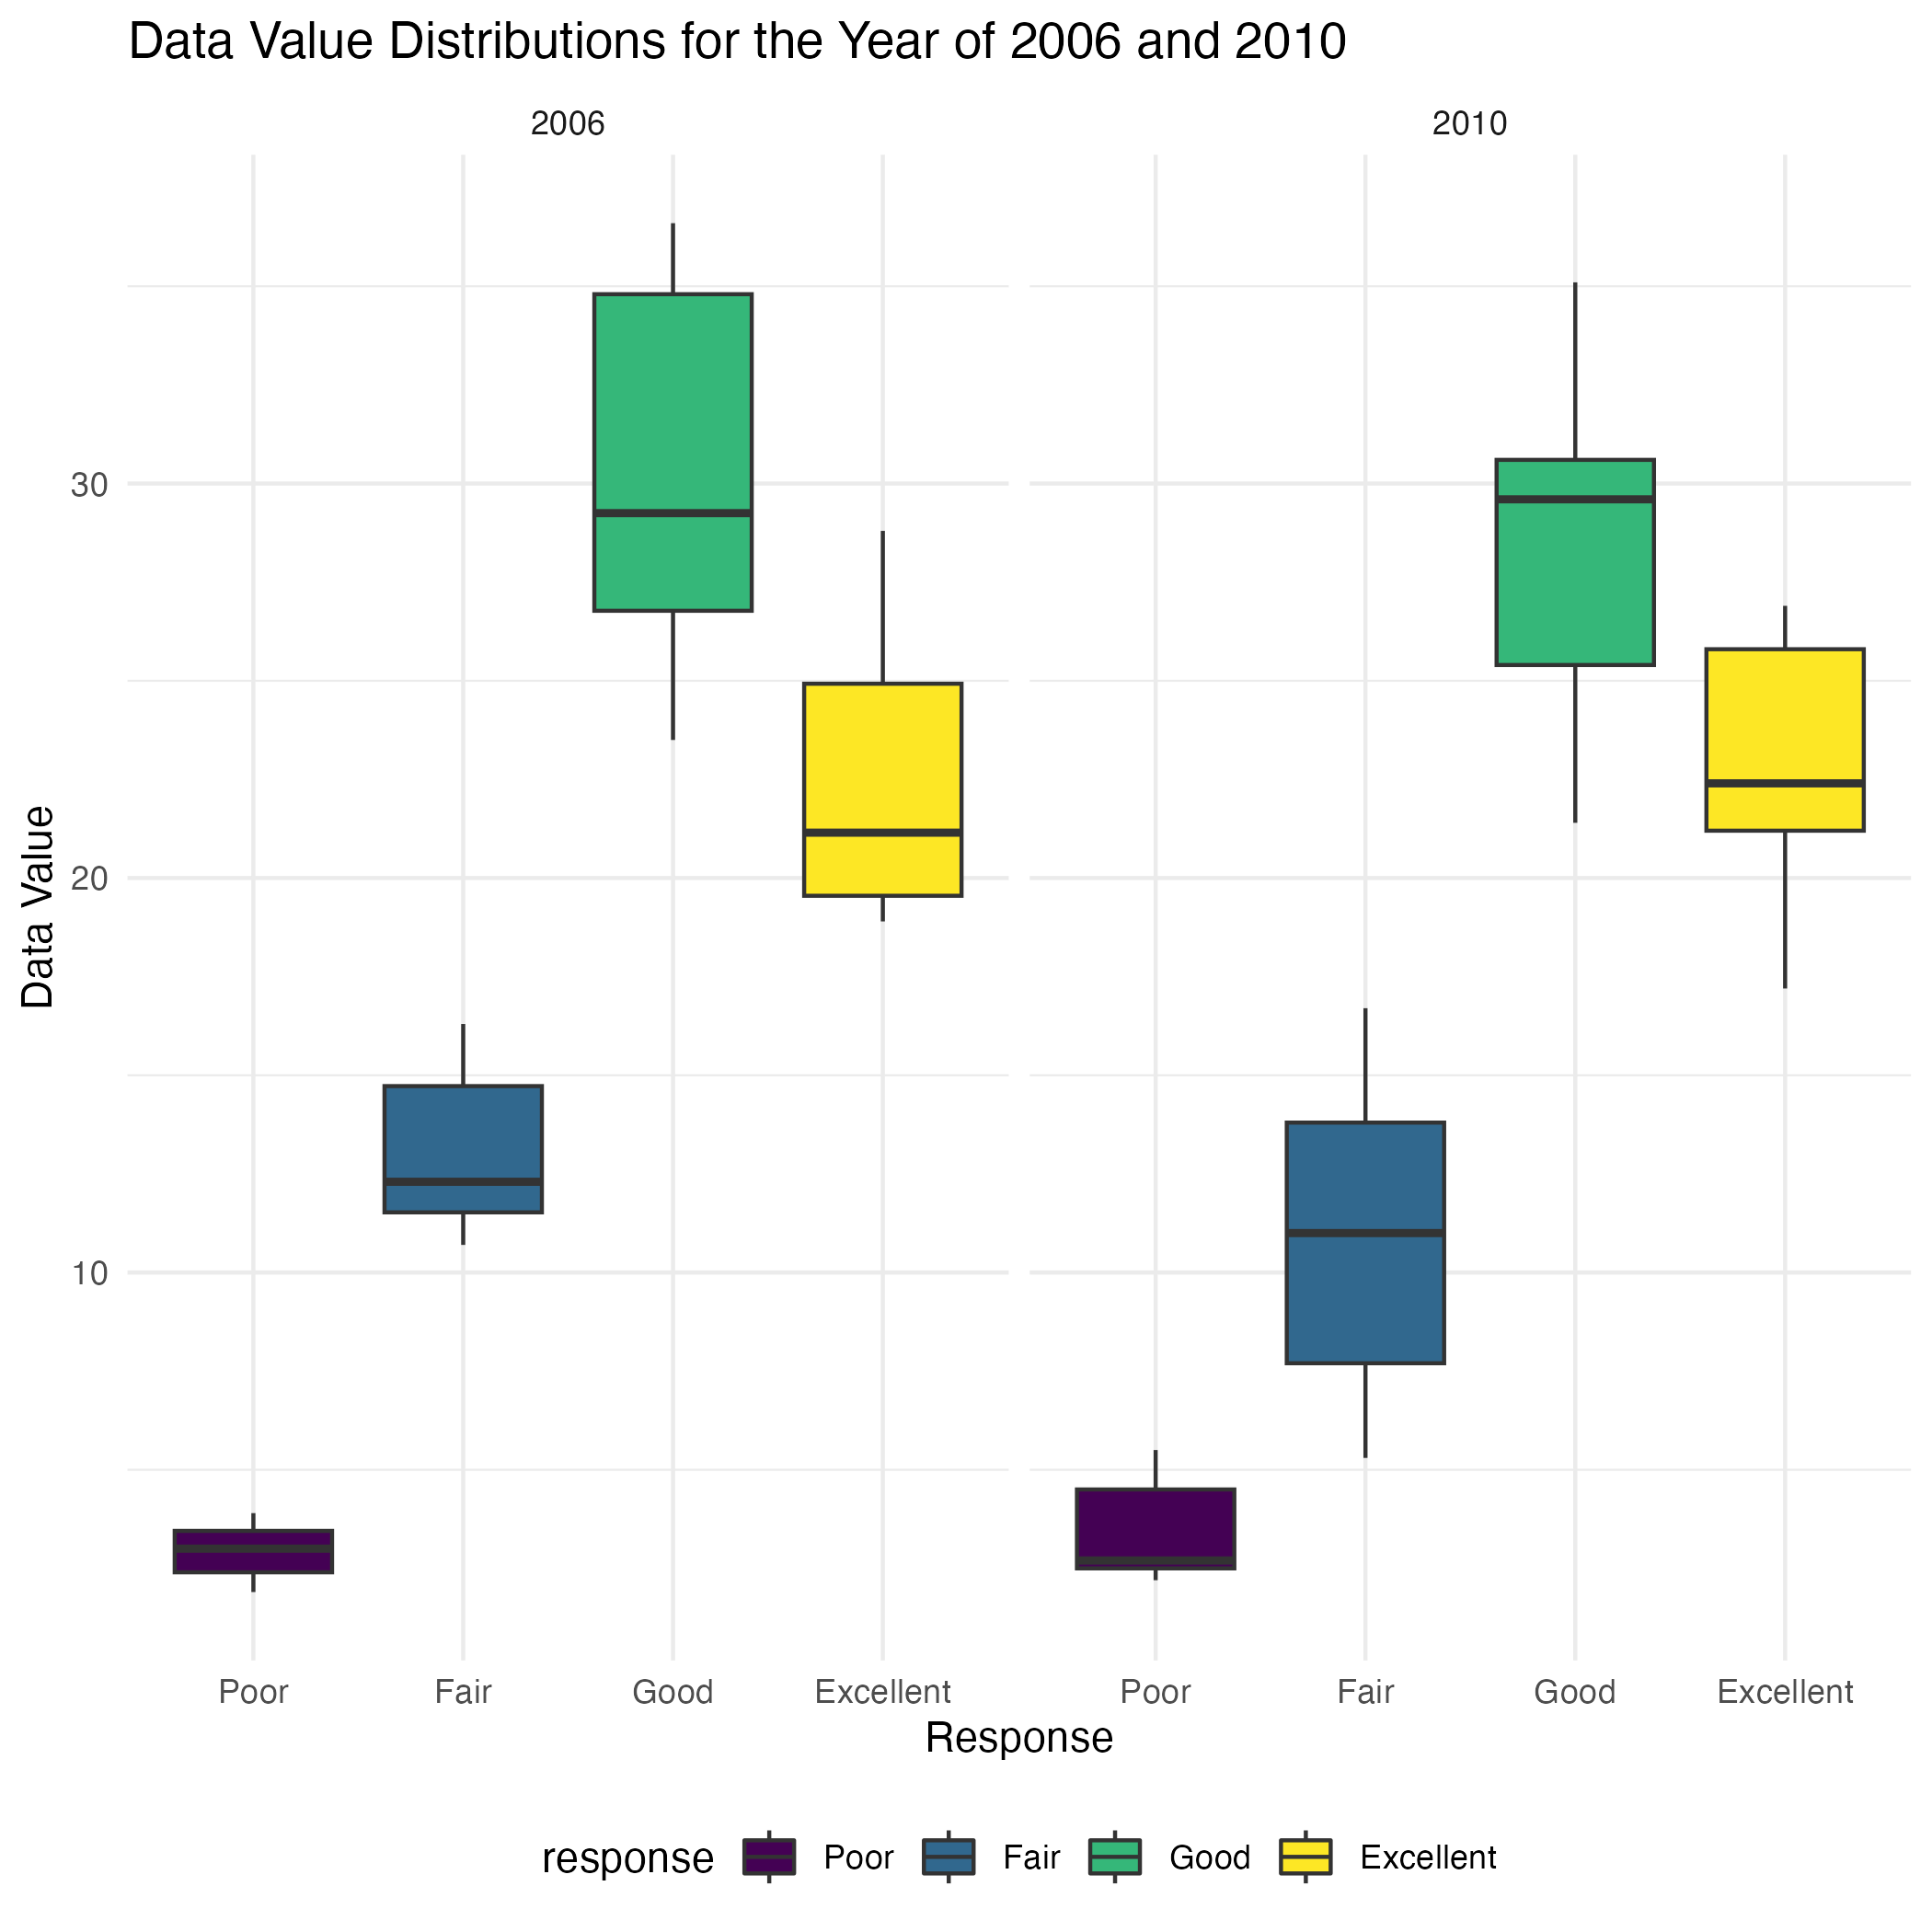 Data Value Distributions for the Year of 2006 and 2010
2006 2010
30
20
10
Data Value
Poor Fair Good Excellent Poor Fair Good Excellent
Response
response Poor Fair Good Excellent